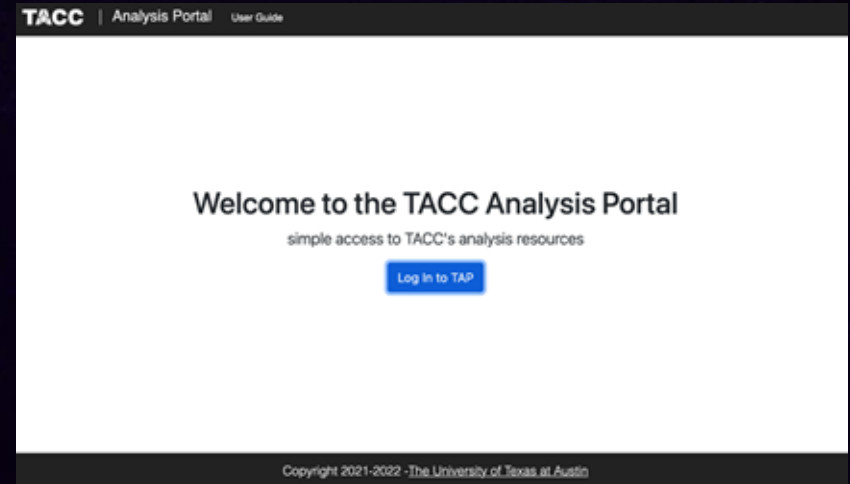 TACC | Analysis Portal User Guide
Welcome to the TACC Analysis Portal
simple access to TACC's analysis resources
Log In to TAP
Copyright 2021-2022 -The University of Texas at Austin